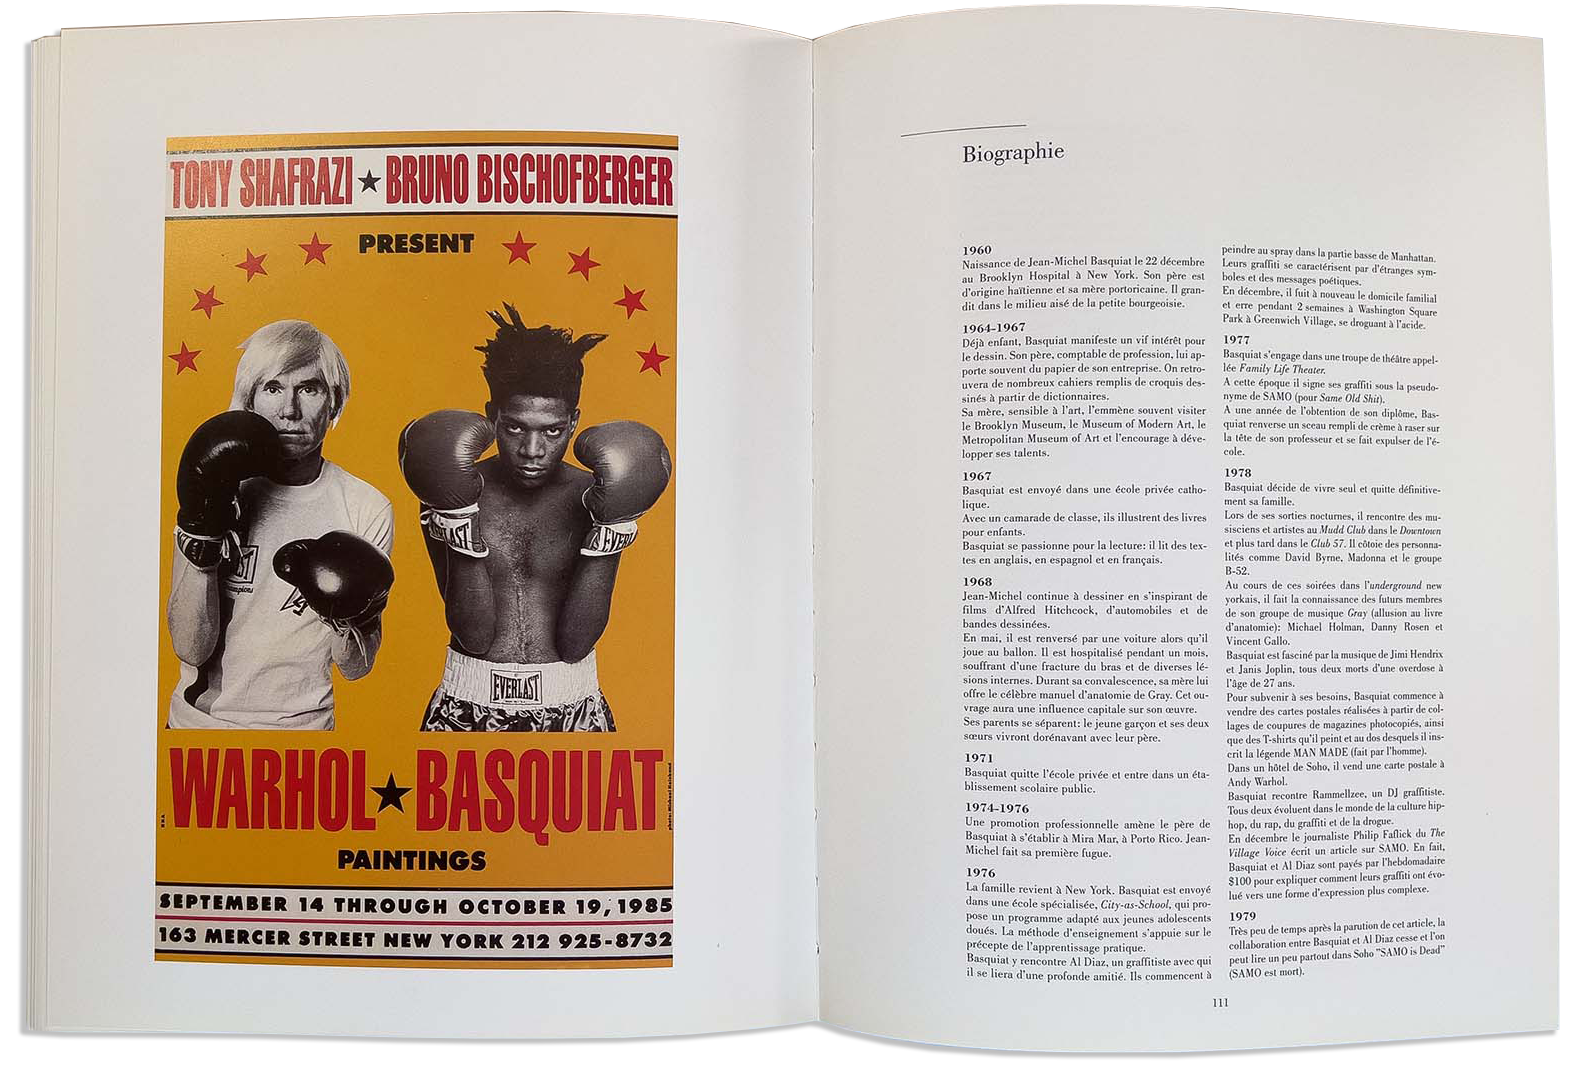 TONY SHAFRAZI ★ BRUNO BISCHOFBERGER
PRESENT
EVERLAST
EVERLAST
EVERLAST
WARHOL ★ BASQUIAT
photo: Michael Halsband
PAINTINGS
SEPTEMBER 14 THROUGH OCTOBER 19, 1985
163 MERCER STREET NEW YORK 212 925-8732
Biographie
1960
Naissance de Jean-Michel Basquiat le 22 décembre
au Brooklyn Hospital à New York. Son père est
d'origine haïtienne et sa mère portoricaine. Il gran-
dit dans le milieu aisé de la petite bourgeoisie.
1964-1967
Déjà enfant, Basquiat manifeste un vif intérêt pour
le dessin. Son père, comptable de profession, lui ap-
porte souvent du papier de son entreprise. On retro-
uvera de nombreux cahiers remplis de croquis des-
sinés à partir de dictionnaires.
Sa mère, sensible à l'art, l'emmène souvent visiter
le Brooklyn Museum, le Museum of Modern Art, le
Metropolitan Museum of Art et l'encourage à déve-
lopper ses talents.
1967
Basquiat est envoyé dans une école privée catho-
lique.
Avec un camarade de classe, ils illustrent des livres
pour enfants.
Basquiat se passionne pour la lecture: il lit des tex-
tes en anglais, en espagnol et en français.
1968
Jean-Michel continue à dessiner en s'inspirant de
films d'Alfred Hitchcock, d'automobiles et de
bandes dessinées.
En mai, il est renversé par une voiture alors qu'il
joue au ballon. Il est hospitalisé pendant un mois,
souffrant d'une fracture du bras et de diverses lé-
sions internes. Durant sa convalescence, sa mère lui
offre le célèbre manuel d'anatomie de Gray. Cet ou-
vrage aura une influence capitale sur son œuvre.
Ses parents se séparent: le jeune garçon et ses deux
sœurs vivront dorénavant avec leur père.
1971
Basquiat quitte l'école privée et entre dans un éta-
blissement scolaire public.
1974-1976
Une promotion professionnelle amène le père de
Basquiat à s'établir à Mira Mar, à Porto Rico. Jean-
Michel fait sa première fugue.
1976
La famille revient à New York. Basquiat est envoyé
dans une école spécialisée, City-as-School, qui pro-
pose un programme adapté aux jeunes adolescents
doués. La méthode d'enseignement s'appuie sur le
précepte de l'apprentissage pratique.
Basquiat y rencontre Al Diaz, un graffitiste avec qui
il se liera d'une profonde amitié. Ils commencent à
peindre au spray dans la partie basse de Manhattan.
Leurs graffiti se caractérisent par d'étranges sym-
boles et des messages poétiques.
En décembre, il fuit à nouveau le domicile familial
et erre pendant 2 semaines à Washington Square
Park à Greenwich Village, se droguant à l'acide.
1977
Basquiat s'engage dans une troupe de théâtre appel-
lée Family Life Theater.
A cette époque il signe ses graffiti sous la pseudo-
nyme de SAMO (pour Same Old Shit).
A une année de l'obtention de son diplôme, Bas-
quiat renverse un sceau rempli de crème à raser sur
la tête de son professeur et se fait expulser de l'é-
cole.
1978
Basquiat décide de vivre seul et quitte définitive-
ment sa famille.
Lors de ses sorties nocturnes, il rencontre des mu-
sisciens et artistes au Mudd Club dans le Downtown
et plus tard dans le Club 57. Il côtoie des personna-
lités comme David Byrne, Madonna et le groupe
B-52.
Au cours de ces soirées dans l'underground new
yorkais, il fait la connaissance des futurs membres
de son groupe de musique Gray (allusion au livre
d'anatomie): Michael Holman, Danny Rosen et
Vincent Gallo.
Basquiat est fasciné par la musique de Jimi Hendrix
et Janis Joplin, tous deux morts d'une overdose à
l'âge de 27 ans.
Pour subvenir à ses besoins, Basquiat commence à
vendre des cartes postales réalisées à partir de col-
lages de coupures de magazines photocopiés, ainsi
que des T-shirts qu'il peint et au dos desquels il ins-
crit la légende MAN MADE (fait par l'homme).
Dans un hôtel de Soho, il vend une carte postale à
Andy Warhol.
Basquiat recontre Rammellzee, un DJ graffitiste.
Tous deux évoluent dans le monde de la culture hip-
hop, du rap, du graffiti et de la drogue.
En décembre le journaliste Philip Faflick du The
Village Voice écrit un article sur SAMO. En fait,
Basquiat et Al Diaz sont payés par l'hebdomadaire
$100 pour expliquer comment leurs graffiti ont évo-
lué vers une forme d'expression plus complexe.
1979
Très peu de temps après la parution de cet article, la
collaboration entre Basquiat et Al Diaz cesse et l'on
peut lire un peu partout dans Soho "SAMO is Dead"
(SAMO est mort).
111